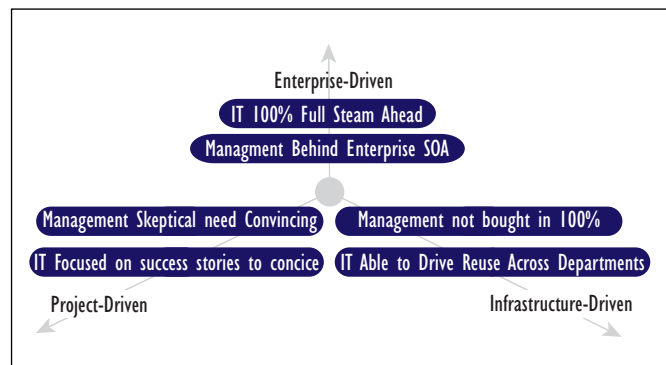 Enterprise-Driven
IT 100% Full Steam Ahead
Managment Behind Enterprise SOA
Management Skeptical need Convincing
Management not bought in 100%
IT Focused on success stories to concice
IT Able to Drive Reuse Across Departments
Project-Driven
Infrastructure-Driven